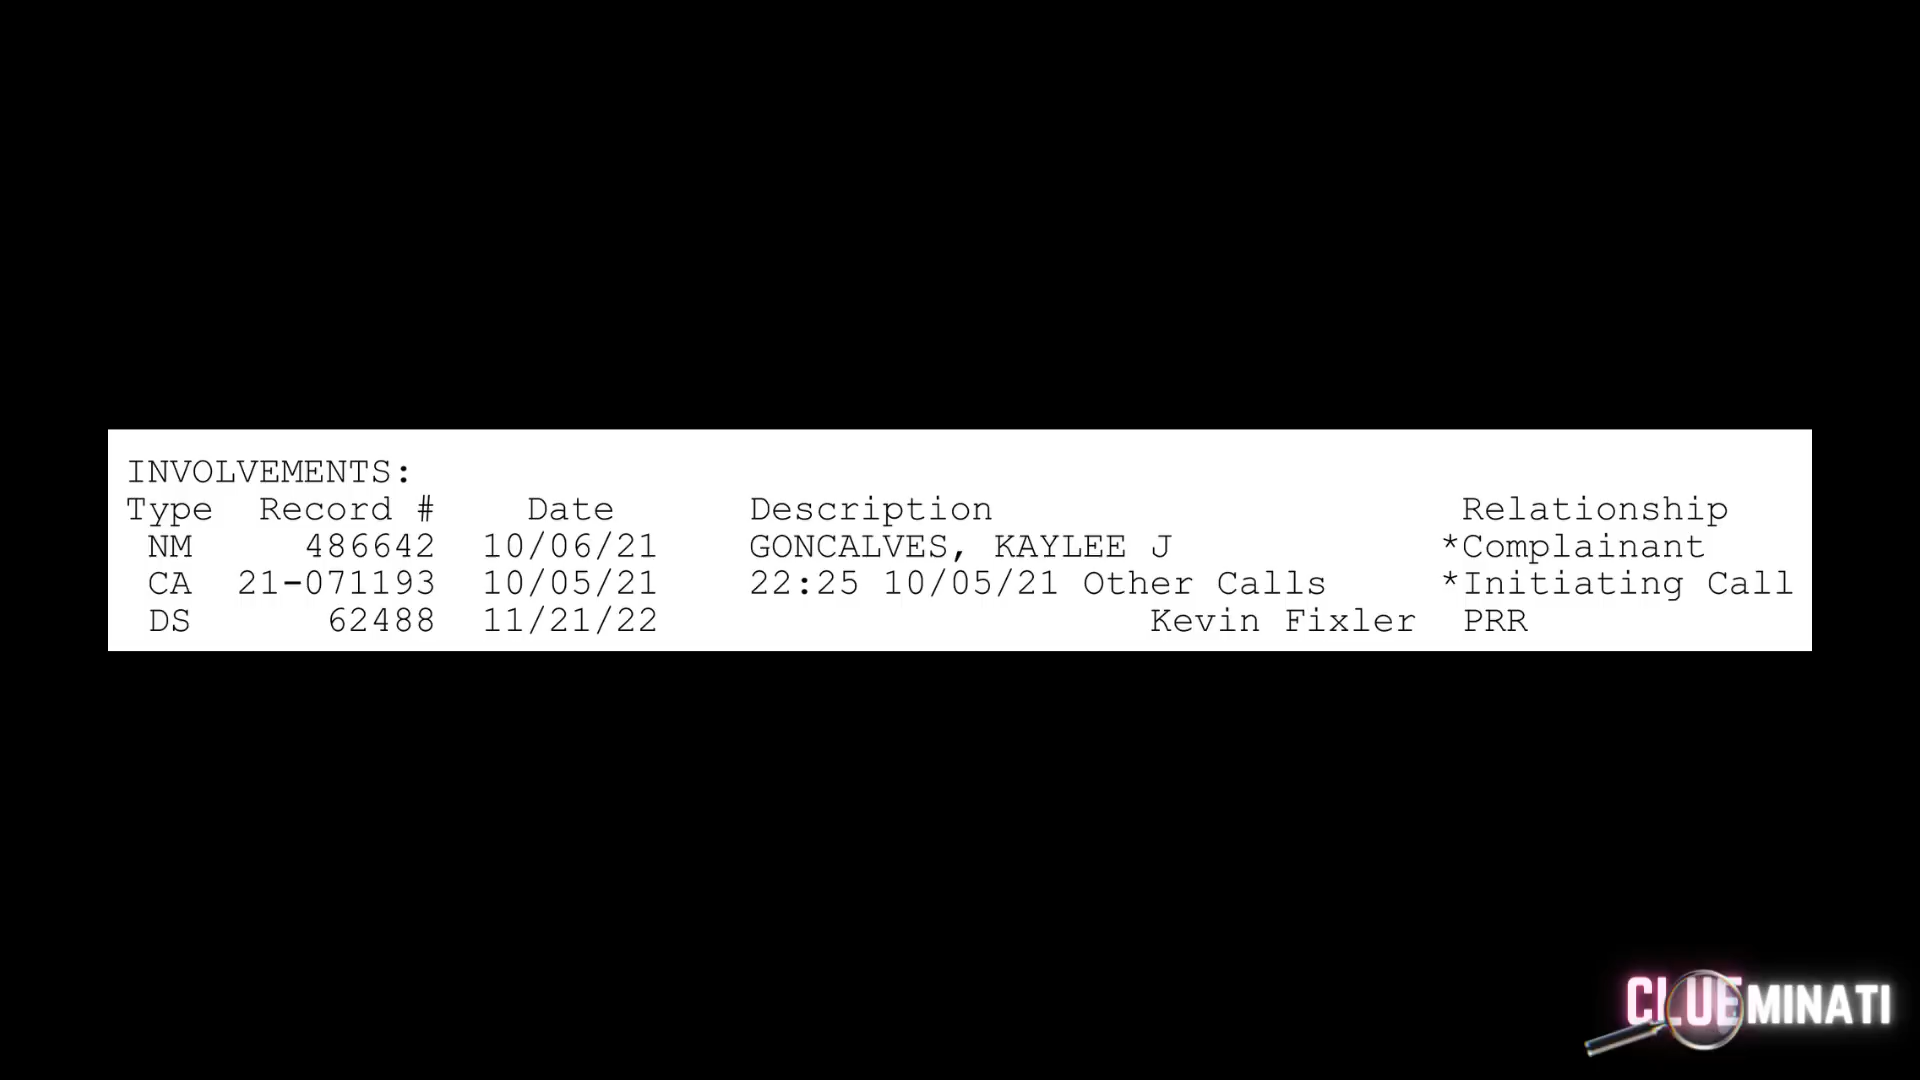 INVOLVEMENTS:
Type Record # Date Description Relationship
NM 486642 10/06/21 GONCALVES, KAYLEE J *Complainant
CA 21-071193 10/05/21 22:25 10/05/21 Other Calls *Initiating Call
DS 62488 11/21/22 Kevin Fixler PRR
CLUEMINATI